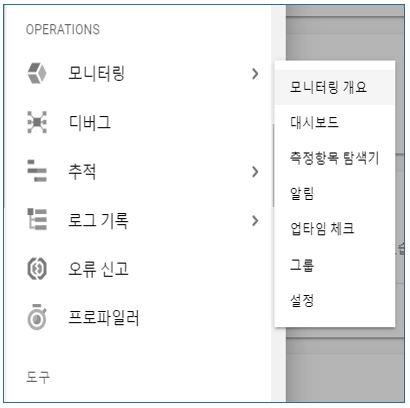 OPERATIONS
모니터링
디버그
추적
로그 기록
오류 신고
프로파일러
도구
모니터링 개요
대시보드
측정항목 탐색기
알림
업타임 체크
그룹
설정